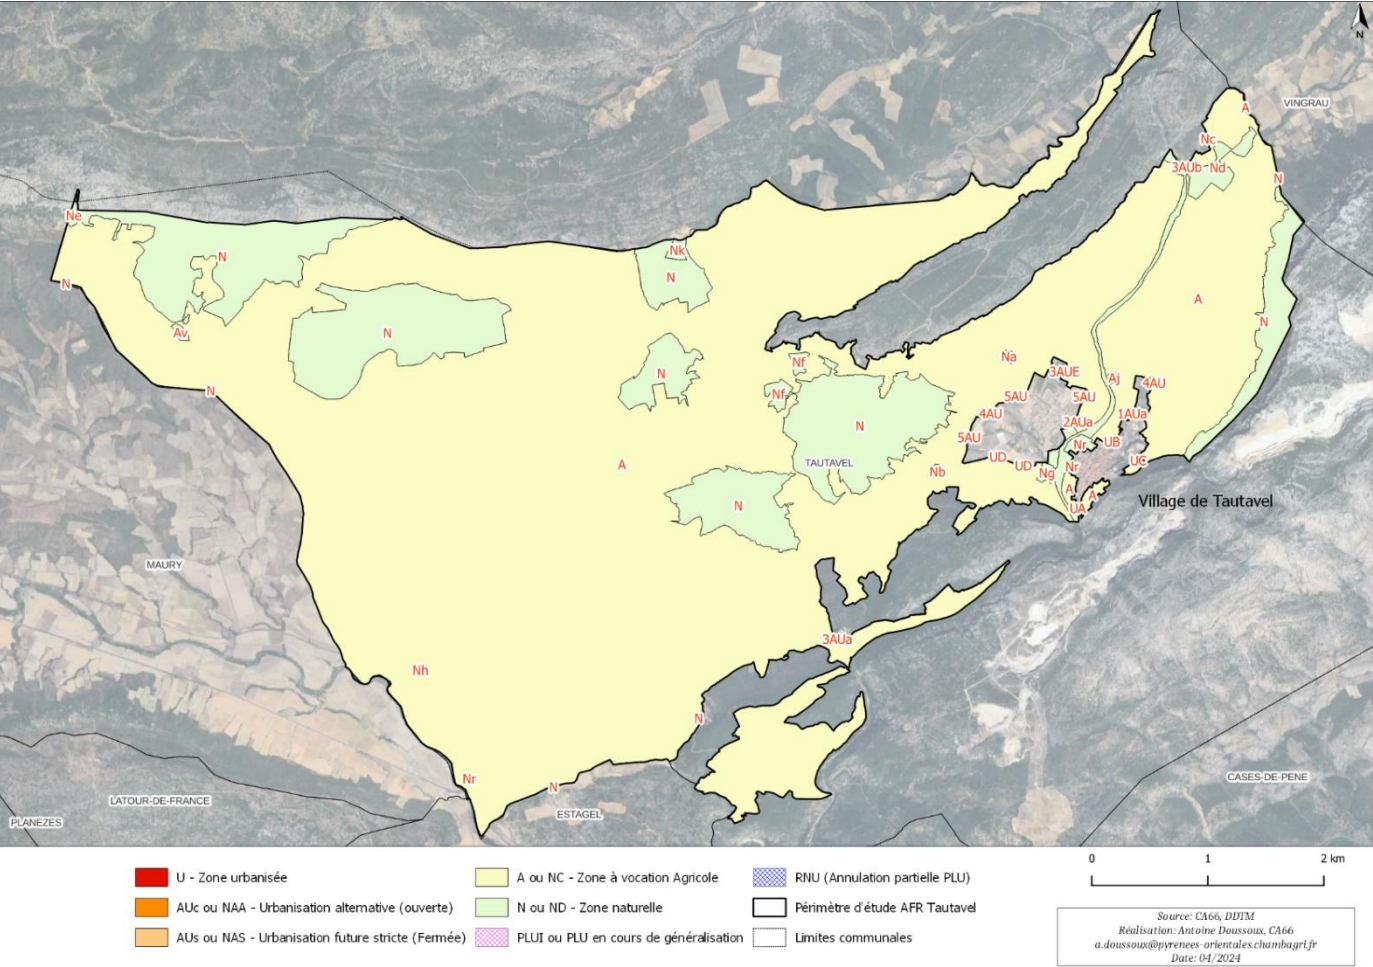 N
VINGRAU
A
Nc
3AUb
Nd
N
Ne
N
Nk
N
N
A
N
Av
N
N
Na
Nf
3AUE
N
Aj
4AU
N
Nf
5AU
5AU
4AU
1AUa
2AUa
N
5AU
UB
Nr
UD
UC
TAUTAVEL
A
UD
Nr
Nb
Ng
A
A
Village de Tautavel
N
UA
MAURY
3AUa
Nh
N
Nr
N
CASES-DE-PENE
LATOUR-DE-FRANCE
ESTAGEL
PLANEZES
0 1 2 km
U - Zone urbanisée
AUc ou NAA - Urbanisation alternative (ouverte)
AUs ou NAS - Urbanisation future stricte (Fermée)
A ou NC - Zone à vocation Agricole
N ou ND - Zone naturelle
PLUI ou PLU en cours de généralisation
RNU (Annulation partielle PLU)
Périmètre d'étude AFR Tautavel
Limites communales
Source: CA66, DDTM
Réalisation: Antoine Doussoux, CA66
a.doussoux@pyrenees-orientales.chambagri.fr
Date: 04/2024